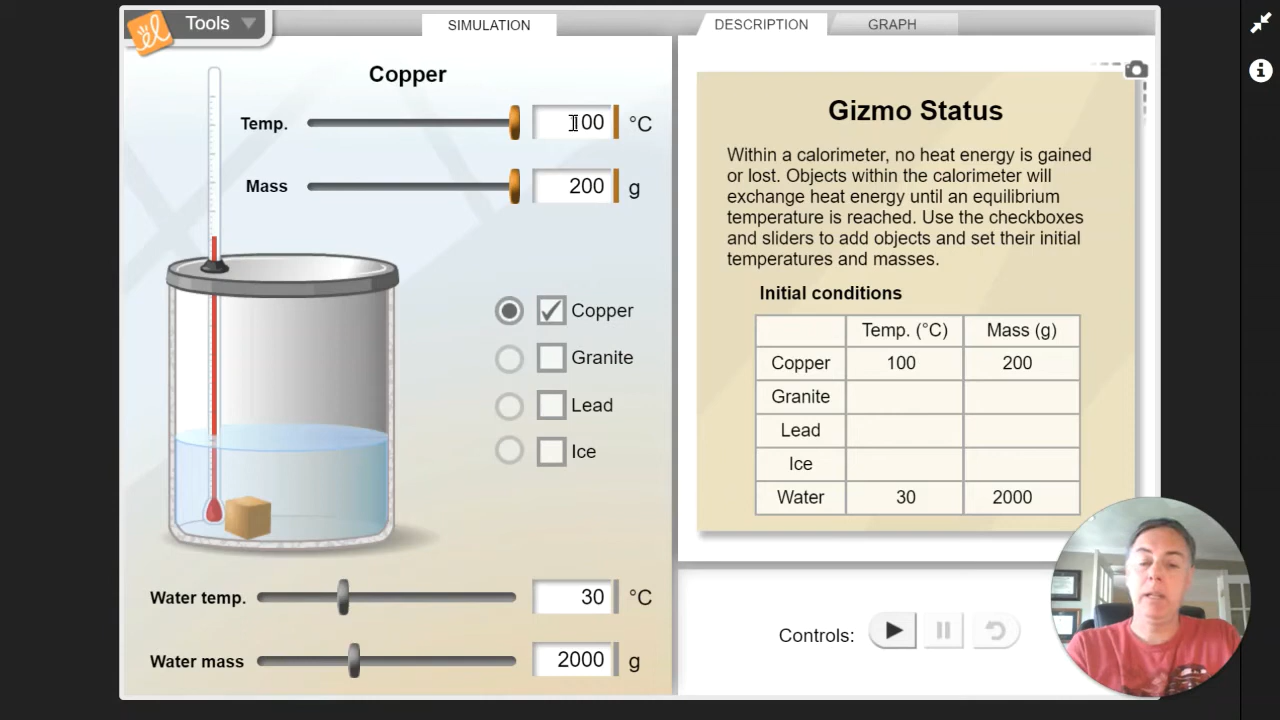 Tools
SIMULATION
DESCRIPTION
GRAPH
Copper
Temp.
100
°C
Mass
200
g
Copper
Granite
Lead
Ice
Water temp.
30
°C
Water mass
2000
g
Gizmo Status
Within a calorimeter, no heat energy is gained
or lost. Objects within the calorimeter will
exchange heat energy until an equilibrium
temperature is reached. Use the checkboxes
and sliders to add objects and set their initial
temperatures and masses.
Initial conditions
Temp. (°C) Mass (g)
Copper 100 200
Granite
Lead
Ice
Water 30 2000
Controls: